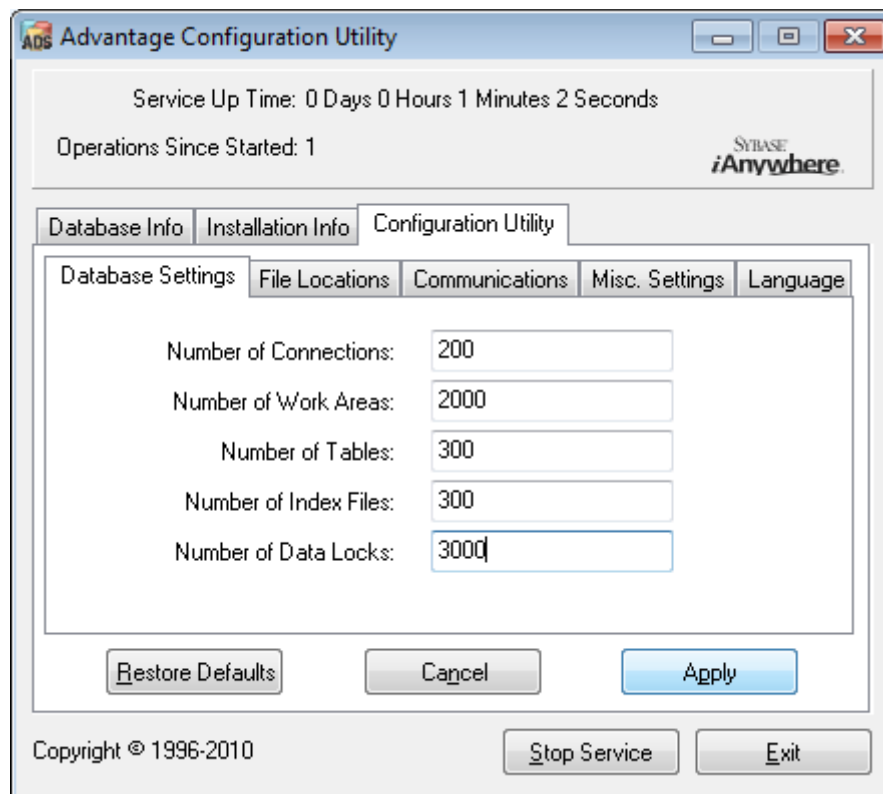 ADS Advantage Configuration Utility
Service Up Time: 0 Days 0 Hours 1 Minutes 2 Seconds
Operations Since Started: 1
SYBASE
iAnywhere.
Database Info Installation Info Configuration Utility
Database Settings File Locations Communications Misc. Settings Language
Number of Connections: 200
Number of Work Areas: 2000
Number of Tables: 300
Number of Index Files: 300
Number of Data Locks: 3000
Restore Defaults Cancel Apply
Copyright © 1996-2010 Stop Service Exit